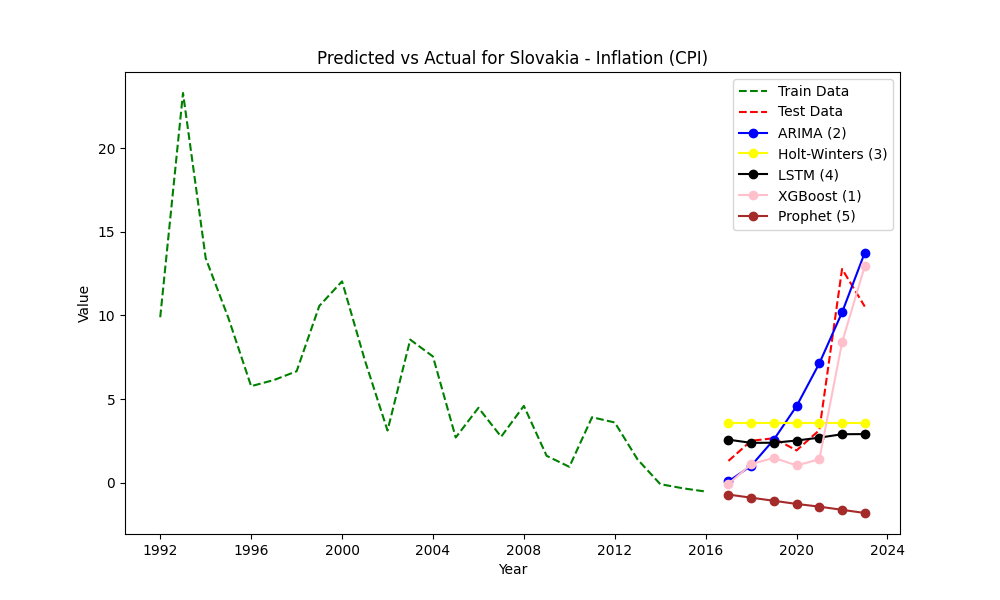 Predicted vs Actual for Slovakia - Inflation (CPI)
Train Data
Test Data
ARIMA (2)
Holt-Winters (3)
LSTM (4)
XGBoost (1)
Prophet (5)
Value
20
15
10
5
0
1992 1996 2000 2004 2008 2012 2016 2020 2024
Year